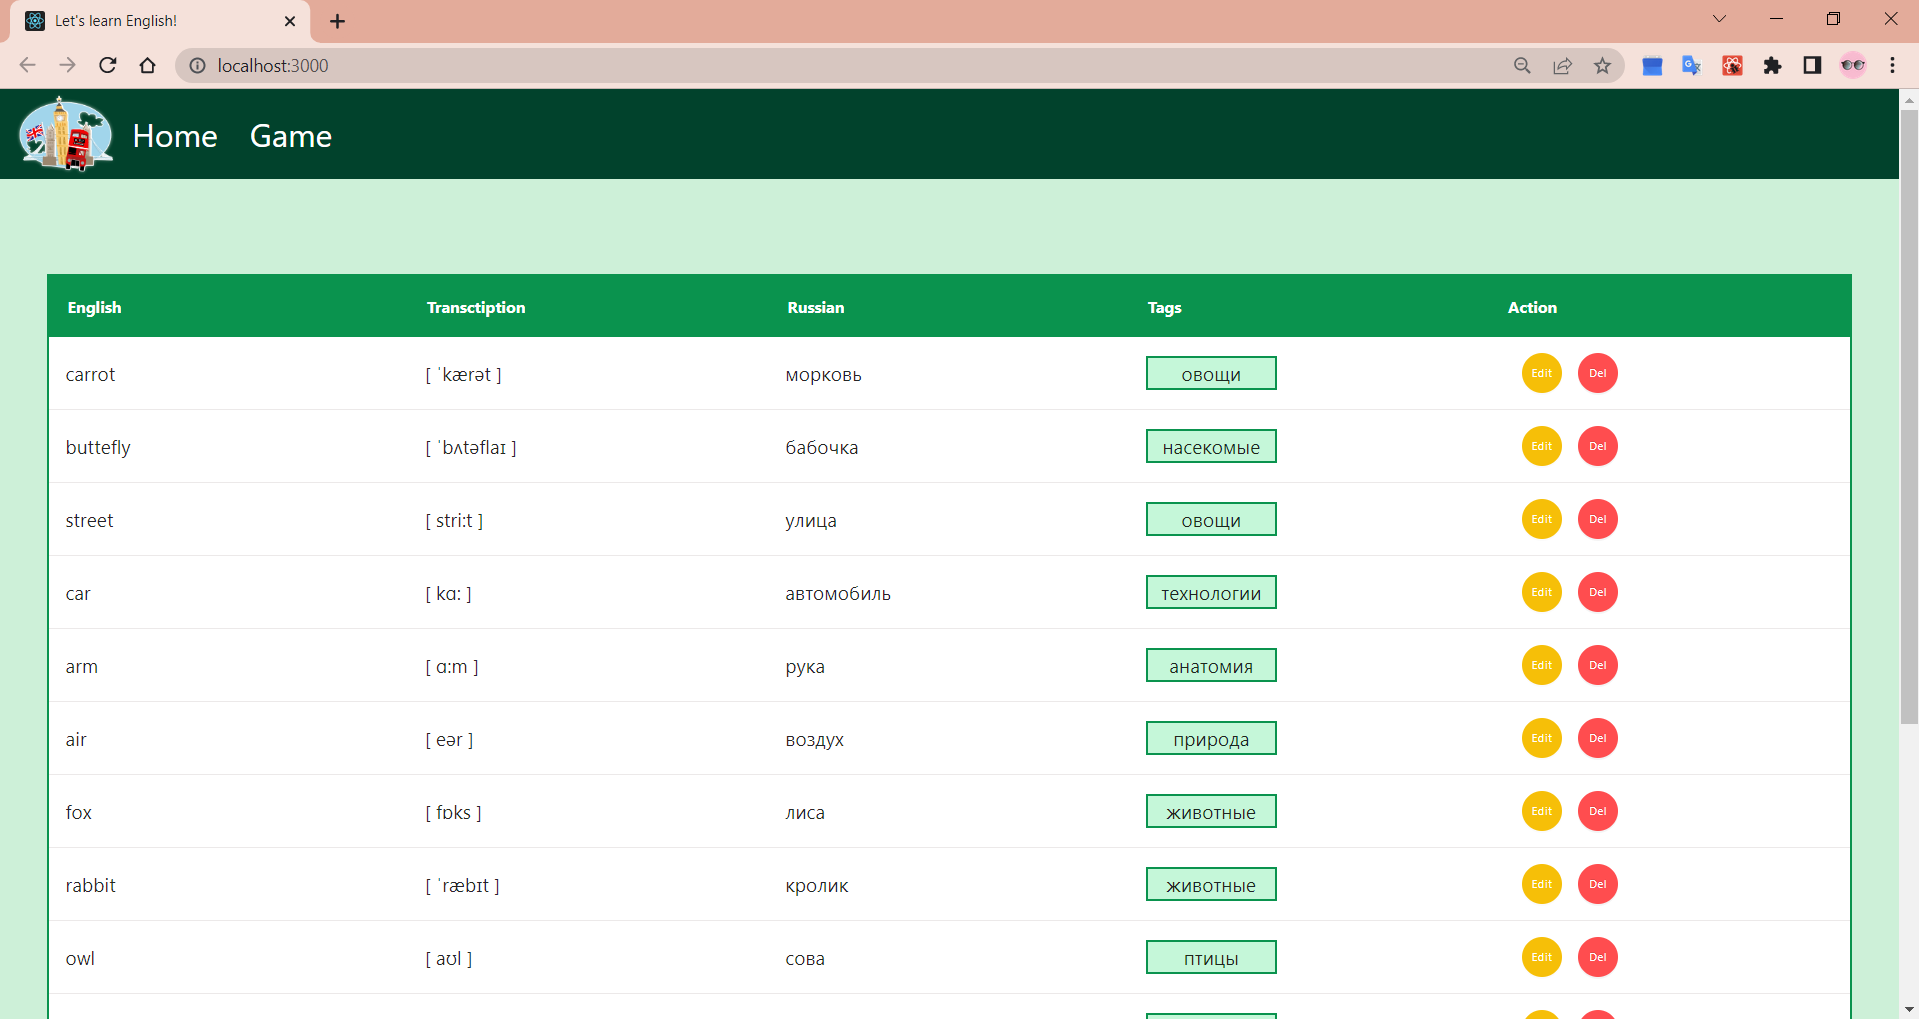 Let's learn English!
localhost:3000
Home Game
English Transctiption Russian Tags Action
carrot [ ˈkærət ] морковь овощи Edit Del
buttefly [ ˈbʌtəflaɪ ] бабочка насекомые Edit Del
street [ stri:t ] улица овощи Edit Del
car [ kɑ: ] автомобиль технологии Edit Del
arm [ ɑ:m ] рука анатомия Edit Del
air [ eər ] воздух природа Edit Del
fox [ fɒks ] лиса животные Edit Del
rabbit [ ˈræbɪt ] кролик животные Edit Del
owl [ aʊl ] сова птицы Edit Del